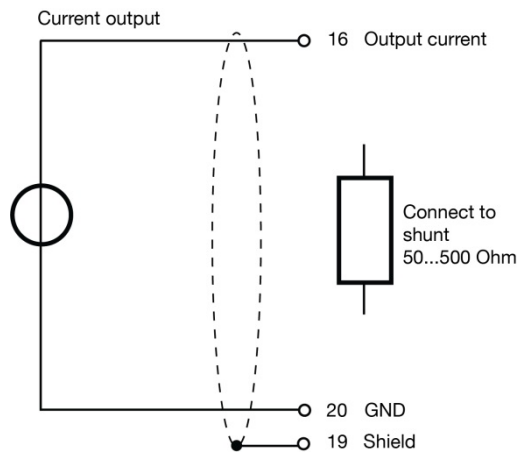 Current output
16 Output current
Connect to
shunt
50...500 Ohm
20 GND
19 Shield